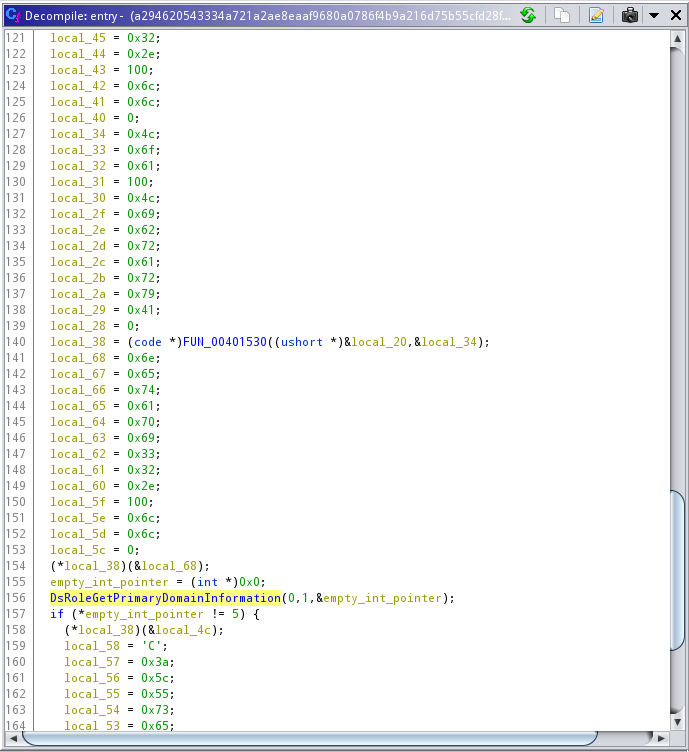 Decompile: entry - (a294620543334a721a2ae8eaaf9680a0786f4b9a216d75b55cfd28f...
121 local_45 = 0x32;
122 local_44 = 0x2e;
123 local_43 = 100;
124 local_42 = 0x6c;
125 local_41 = 0x6c;
126 local_40 = 0;
127 local_34 = 0x4c;
128 local_33 = 0x6f;
129 local_32 = 0x61;
130 local_31 = 100;
131 local_30 = 0x4c;
132 local_2f = 0x69;
133 local_2e = 0x62;
134 local_2d = 0x72;
135 local_2c = 0x61;
136 local_2b = 0x72;
137 local_2a = 0x79;
138 local_29 = 0x41;
139 local_28 = 0;
140 local_38 = (code *)FUN_00401530((ushort *)&local_20,&local_34);
141 local_68 = 0x6e;
142 local_67 = 0x65;
143 local_66 = 0x74;
144 local_65 = 0x61;
145 local_64 = 0x70;
146 local_63 = 0x69;
147 local_62 = 0x33;
148 local_61 = 0x32;
149 local_60 = 0x2e;
150 local_5f = 100;
151 local_5e = 0x6c;
152 local_5d = 0x6c;
153 local_5c = 0;
154 (*local_38)(&local_68);
155 empty_int_pointer = (int *)0x0;
156 DsRoleGetPrimaryDomainInformation(0,1,&empty_int_pointer);
157 if (*empty_int_pointer != 5) {
158 (*local_38)(&local_4c);
159 local_58 = 'C';
160 local_57 = 0x3a;
161 local_56 = 0x5c;
162 local_55 = 0x55;
163 local_54 = 0x73;
164 local_53 = 0x65;